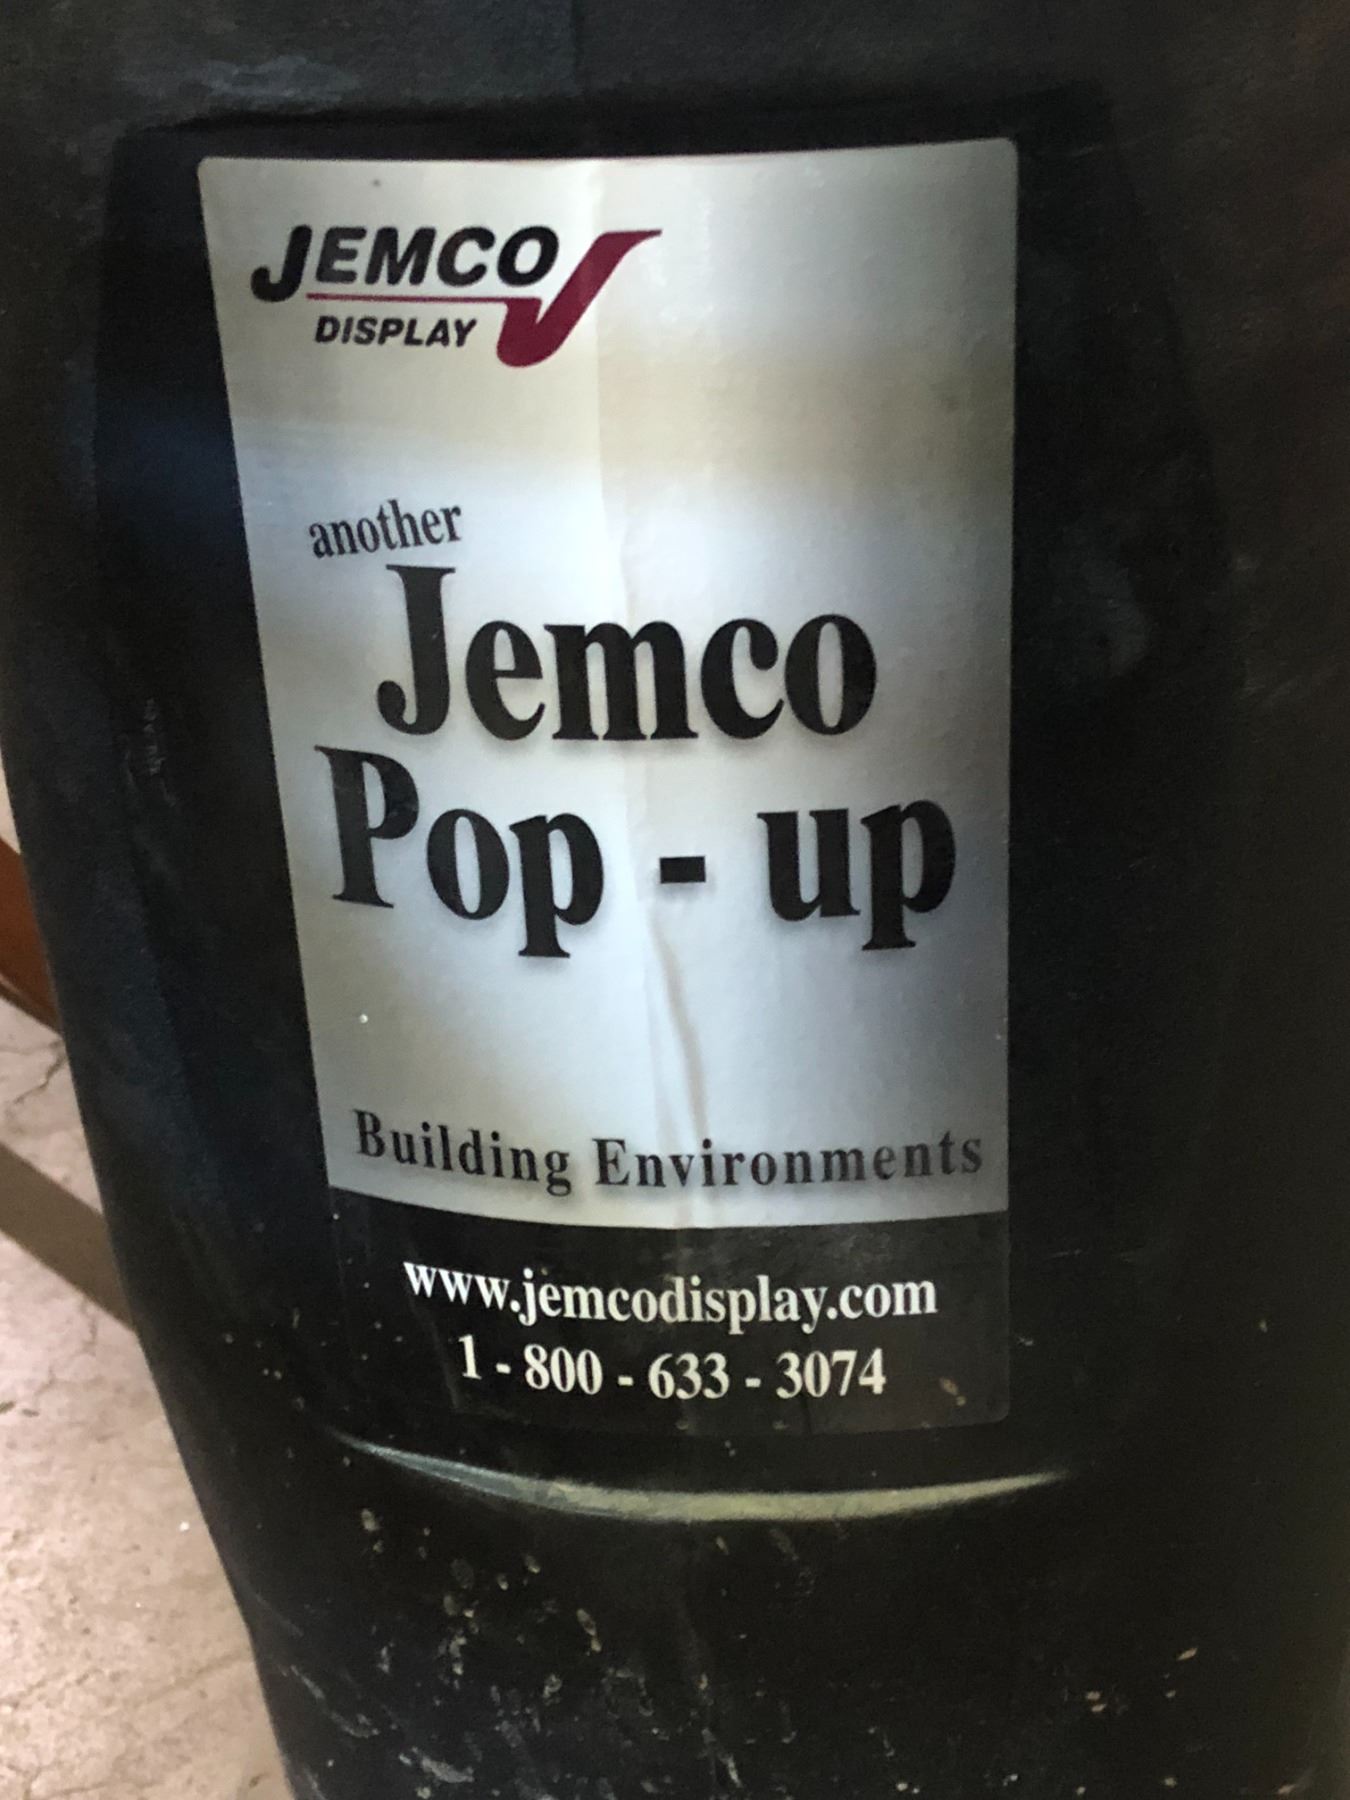 JEMCO
DISPLAY
another
Jemco
Pop - up
Building Environments
www.jemcodisplay.com
1 - 800 - 633 - 3074